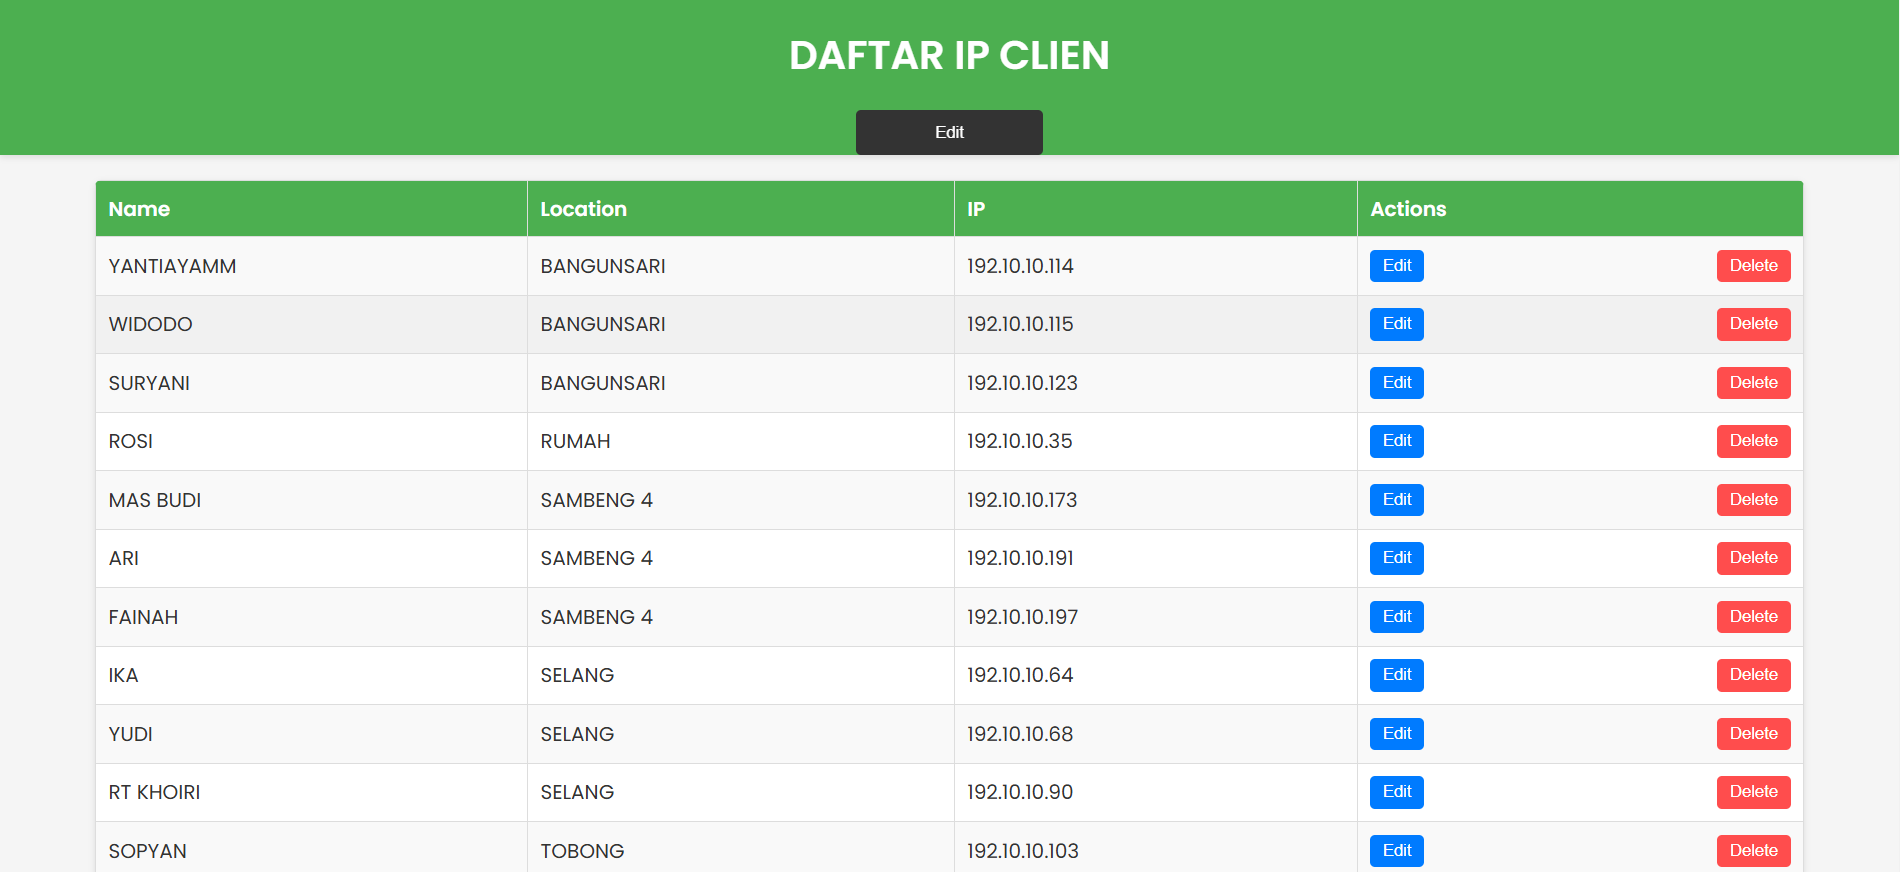 DAFTAR IP CLIEN
Edit
Name Location IP Actions
YANTIAYAMM BANGUNSARI 192.10.10.114 Edit Delete
WIDODO BANGUNSARI 192.10.10.115 Edit Delete
SURYANI BANGUNSARI 192.10.10.123 Edit Delete
ROSI RUMAH 192.10.10.35 Edit Delete
MAS BUDI SAMBENG 4 192.10.10.173 Edit Delete
ARI SAMBENG 4 192.10.10.191 Edit Delete
FAINAH SAMBENG 4 192.10.10.197 Edit Delete
IKA SELANG 192.10.10.64 Edit Delete
YUDI SELANG 192.10.10.68 Edit Delete
RT KHOIRI SELANG 192.10.10.90 Edit Delete
SOPYAN TOBONG 192.10.10.103 Edit Delete